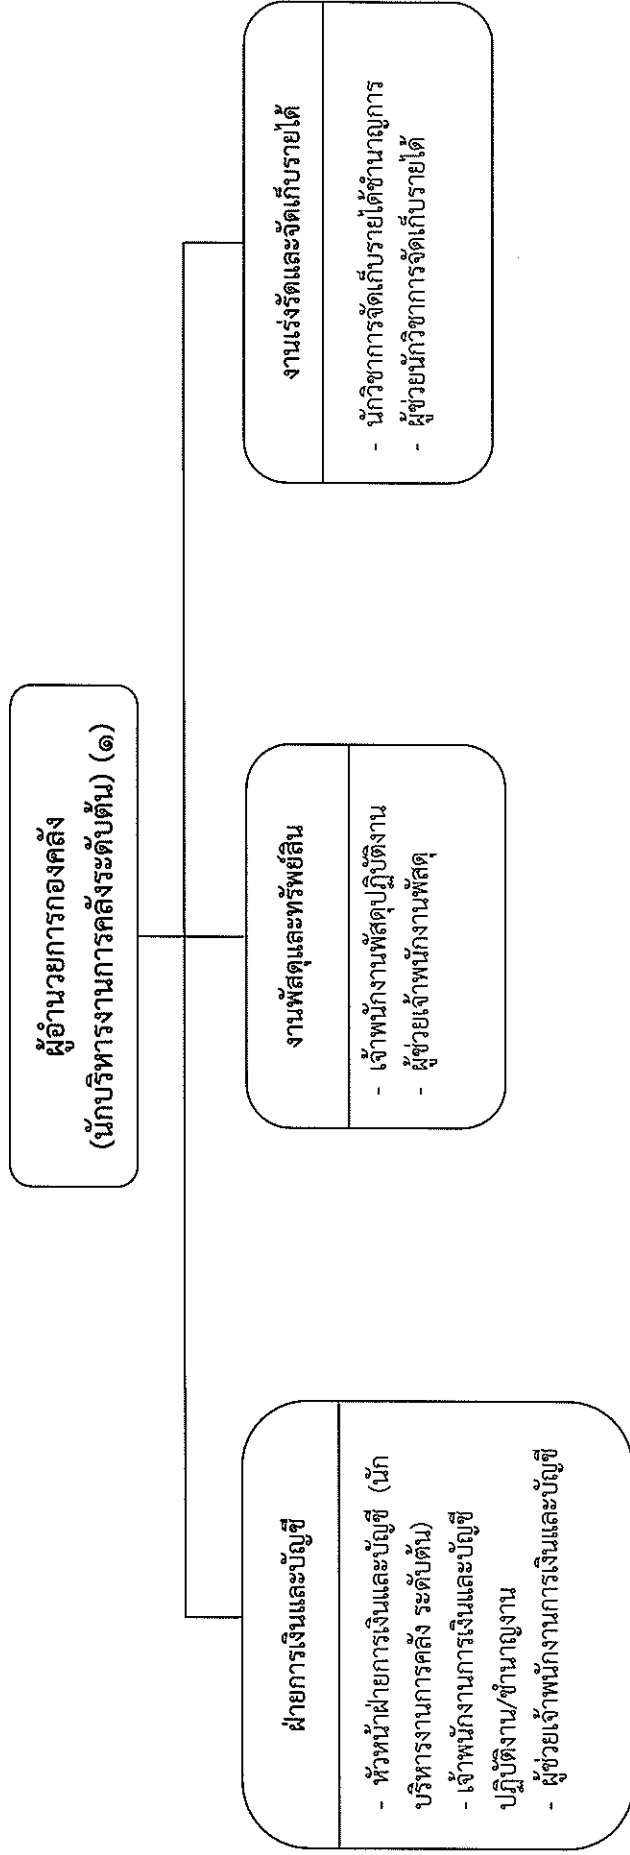 ผู้อำนวยการกองคลัง
(นักบริหารงานการคลังระดับต้น) (๑)
ฝ่ายการเงินและบัญชี
- หัวหน้าฝ่ายการเงินและบัญชี (นัก
บริหารงานการคลัง ระดับต้น)
- เจ้าพนักงานการเงินและบัญชี
ปฏิบัติงาน/ชำนาญงาน
- ผู้ช่วยเจ้าพนักงานการเงินและบัญชี
งานพัสดุและทรัพย์สิน
- เจ้าพนักงานพัสดุปฏิบัติงาน
- ผู้ช่วยเจ้าพนักงานพัสดุ
งานเร่งรัดและจัดเก็บรายได้
- นักวิชาการจัดเก็บรายได้ชำนาญการ
- ผู้ช่วยนักวิชาการจัดเก็บรายได้